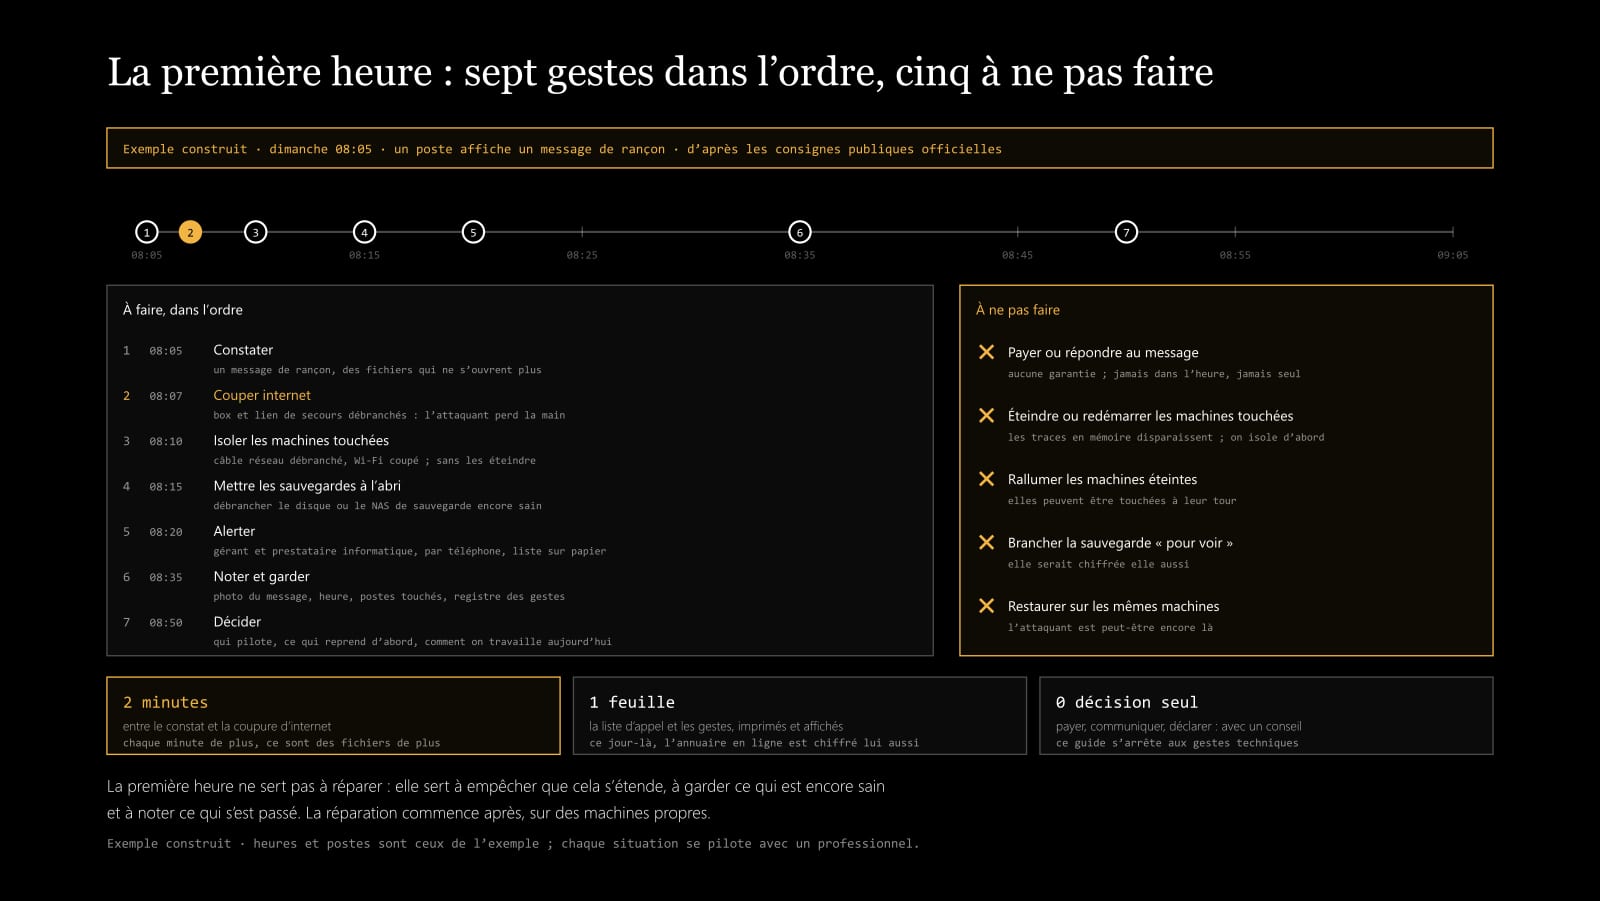 La première heure : sept gestes dans l’ordre, cinq à ne pas faire
Exemple construit · dimanche 08:05 · un poste affiche un message de rançon · d’après les consignes publiques officielles
1 2 3 4 5 6 7
08:05 08:15 08:25 08:35 08:45 08:55 09:05
À faire, dans l’ordre
1 08:05 Constater
un message de rançon, des fichiers qui ne s’ouvrent plus
2 08:07 Couper internet
box et lien de secours débranchés : l’attaquant perd la main
3 08:10 Isoler les machines touchées
câble réseau débranché, Wi-Fi coupé ; sans les éteindre
4 08:15 Mettre les sauvegardes à l’abri
débrancher le disque ou le NAS de sauvegarde encore sain
5 08:20 Alerter
gérant et prestataire informatique, par téléphone, liste sur papier
6 08:35 Noter et garder
photo du message, heure, postes touchés, registre des gestes
7 08:50 Décider
qui pilote, ce qui reprend d’abord, comment on travaille aujourd’hui
À ne pas faire
Payer ou répondre au message
aucune garantie ; jamais dans l’heure, jamais seul
Éteindre ou redémarrer les machines touchées
les traces en mémoire disparaissent ; on isole d’abord
Rallumer les machines éteintes
elles peuvent être touchées à leur tour
Brancher la sauvegarde « pour voir »
elle serait chiffrée elle aussi
Restaurer sur les mêmes machines
l’attaquant est peut-être encore là
2 minutes
entre le constat et la coupure d’internet
chaque minute de plus, ce sont des fichiers de plus
1 feuille
la liste d’appel et les gestes, imprimés et affichés
ce jour-là, l’annuaire en ligne est chiffré lui aussi
0 décision seul
payer, communiquer, déclarer : avec un conseil
ce guide s’arrête aux gestes techniques
La première heure ne sert pas à réparer : elle sert à empêcher que cela s’étende, à garder ce qui est encore sain
et à noter ce qui s’est passé. La réparation commence après, sur des machines propres.
Exemple construit · heures et postes sont ceux de l’exemple ; chaque situation se pilote avec un professionnel.